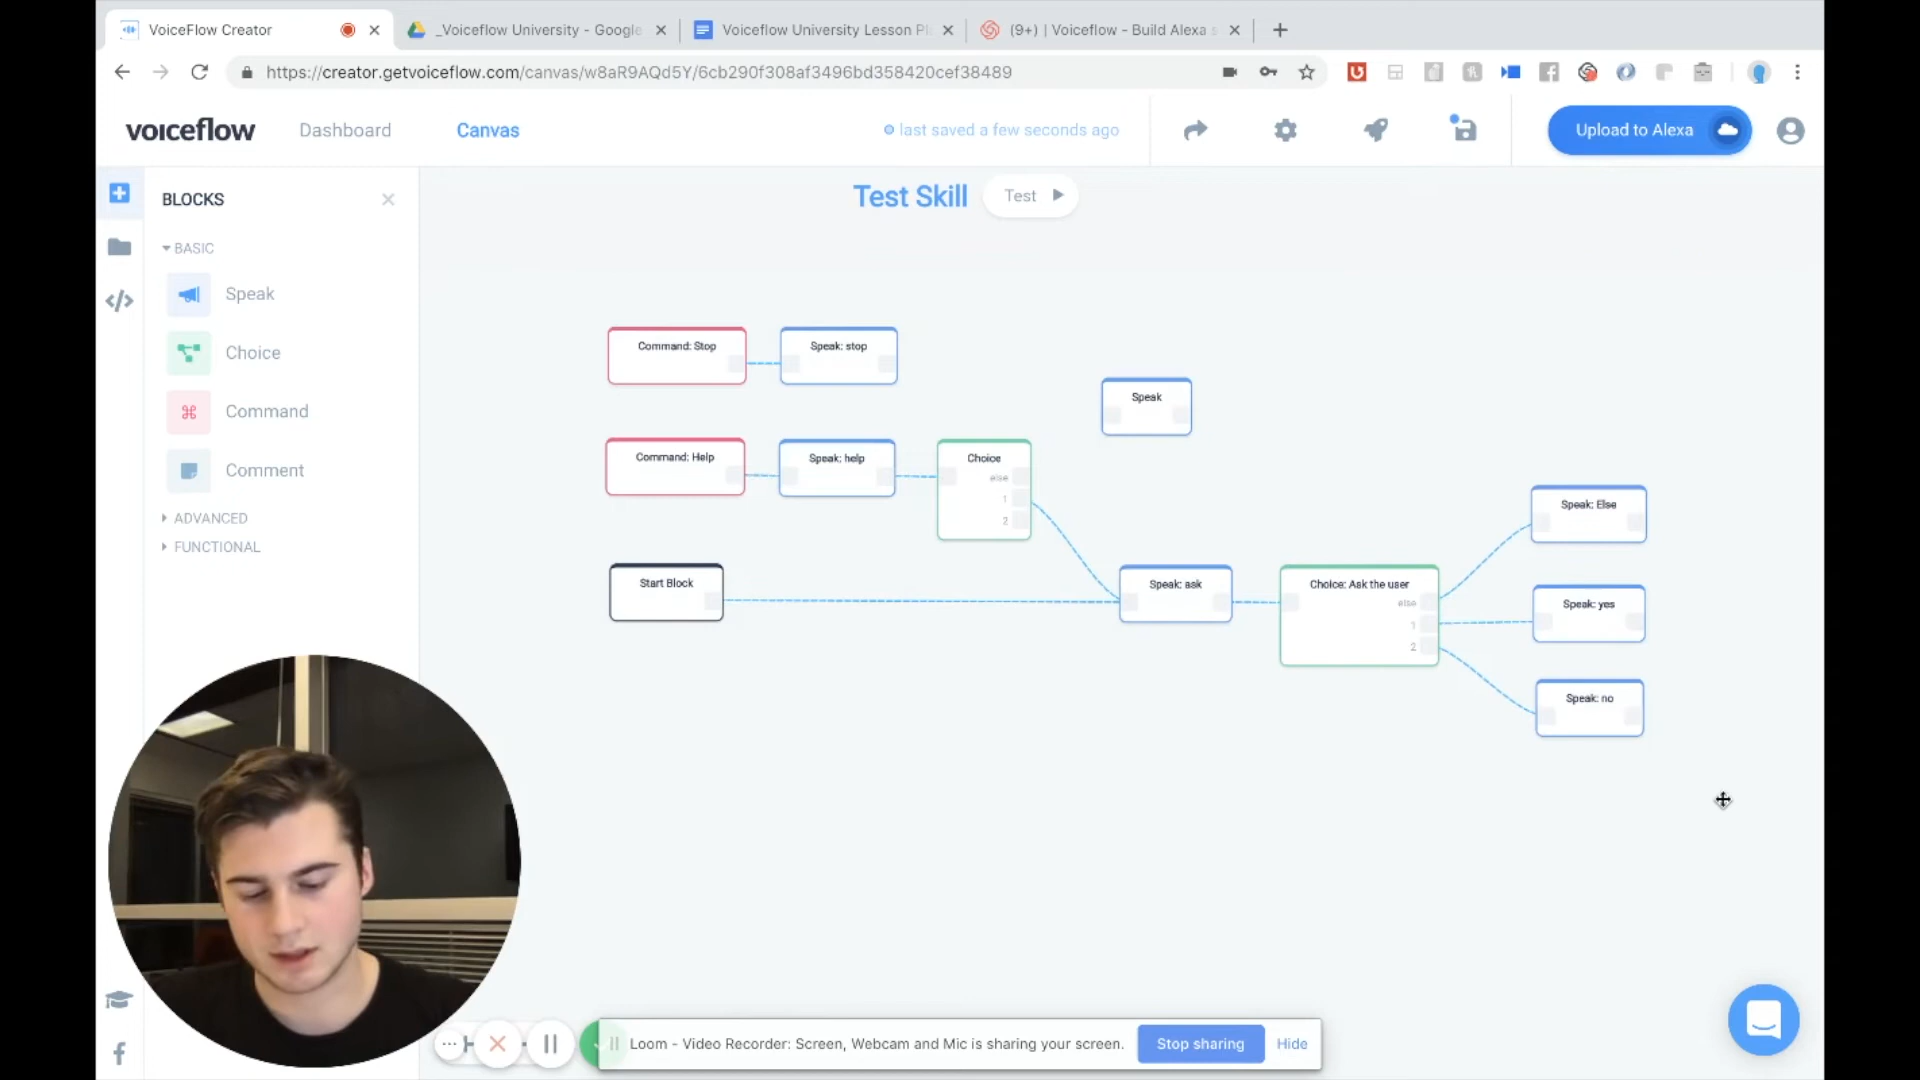 VoiceFlow Creator
_Voiceflow University - Google
Voiceflow University Lesson Pl
(9+) | Voiceflow - Build Alexa s
https://creator.getvoiceflow.com/canvas/w8aR9AQd5Y/6cb290f308af3496bd358420cef38489
voiceflow
Dashboard
Canvas
last saved a few seconds ago
Upload to Alexa
BLOCKS
Test Skill
Test
BASIC
Speak
Choice
Command
Comment
ADVANCED
FUNCTIONAL
Command: Stop
Speak: stop
Speak
Command: Help
Speak: help
Choice
else
1
2
Speak: Else
Start Block
Speak: ask
Choice: Ask the user
else
1
2
Speak: yes
Speak: no
Loom - Video Recorder: Screen, Webcam and Mic is sharing your screen.
Stop sharing
Hide